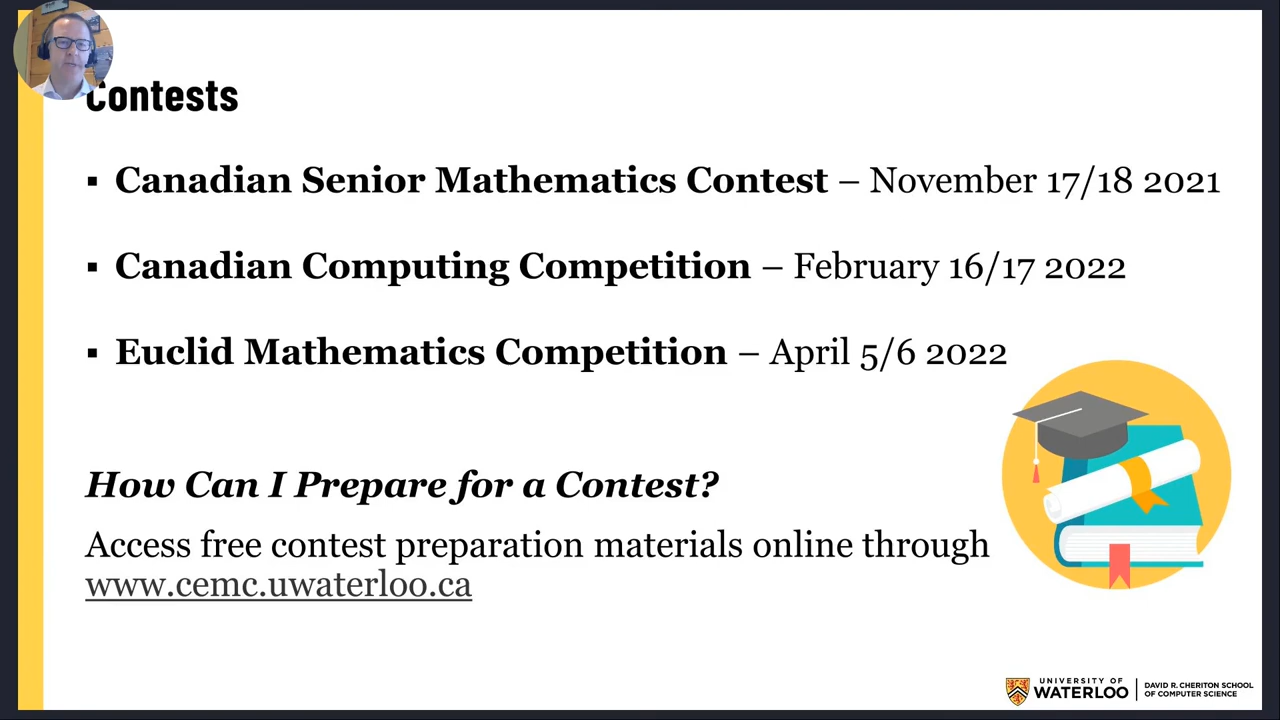 Contests
▪ Canadian Senior Mathematics Contest – November 17/18 2021
▪ Canadian Computing Competition – February 16/17 2022
▪ Euclid Mathematics Competition – April 5/6 2022
How Can I Prepare for a Contest?
Access free contest preparation materials online through
www.cemc.uwaterloo.ca
UNIVERSITY OF
WATERLOO
DAVID R. CHERITON SCHOOL
OF COMPUTER SCIENCE